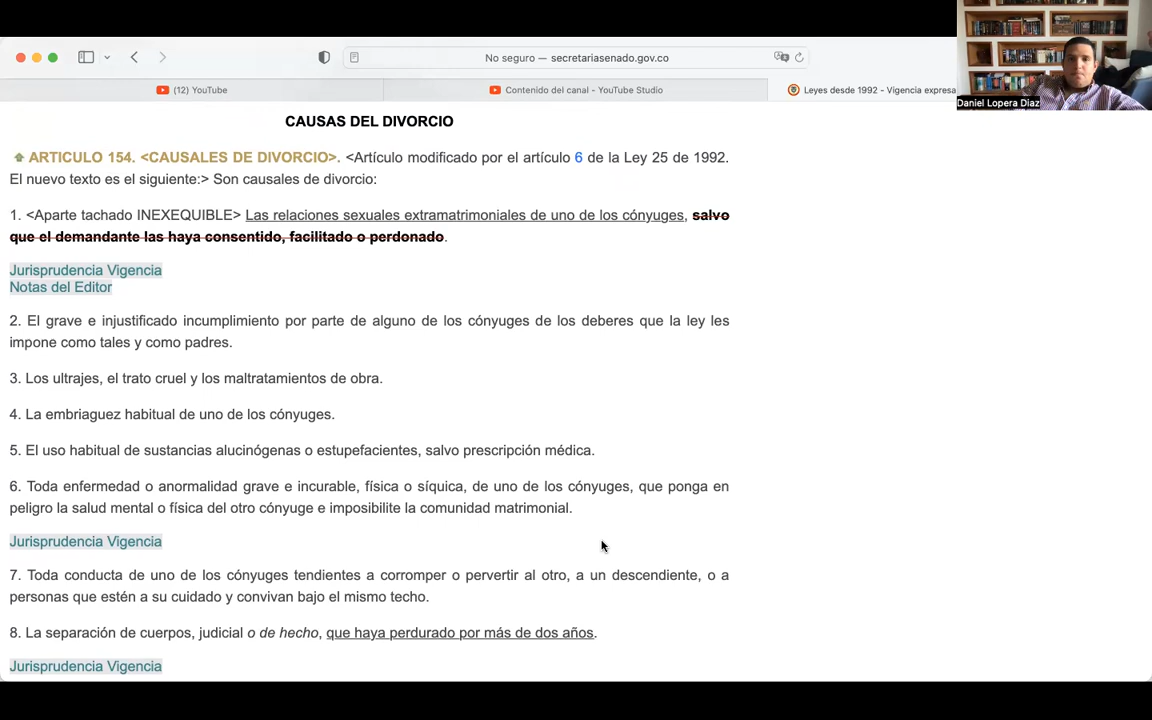 No seguro — secretariasenado.gov.co
(12) YouTube
Contenido del canal - YouTube Studio
Leyes desde 1992 - Vigencia expresa
Daniel Lopera Diaz
CAUSAS DEL DIVORCIO
ARTICULO 154. <CAUSALES DE DIVORCIO>. <Artículo modificado por el artículo 6 de la Ley 25 de 1992.
El nuevo texto es el siguiente:> Son causales de divorcio:
1. <Aparte tachado INEXEQUIBLE> Las relaciones sexuales extramatrimoniales de uno de los cónyuges, salvo
que el demandante las haya consentido, facilitado o perdonado.
Jurisprudencia Vigencia
Notas del Editor
2. El grave e injustificado incumplimiento por parte de alguno de los cónyuges de los deberes que la ley les
impone como tales y como padres.
3. Los ultrajes, el trato cruel y los maltratamientos de obra.
4. La embriaguez habitual de uno de los cónyuges.
5. El uso habitual de sustancias alucinógenas o estupefacientes, salvo prescripción médica.
6. Toda enfermedad o anormalidad grave e incurable, física o síquica, de uno de los cónyuges, que ponga en
peligro la salud mental o física del otro cónyuge e imposibilite la comunidad matrimonial.
Jurisprudencia Vigencia
7. Toda conducta de uno de los cónyuges tendientes a corromper o pervertir al otro, a un descendiente, o a
personas que estén a su cuidado y convivan bajo el mismo techo.
8. La separación de cuerpos, judicial o de hecho, que haya perdurado por más de dos años.
Jurisprudencia Vigencia